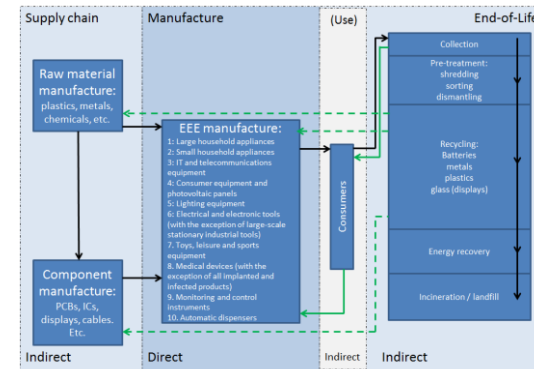 Supply chain
Manufacture
(Use)
End-of-Life
Raw material
manufacture:
plastics, metals,
chemicals, etc.
Component
manufacture:
PCBs, ICs,
displays, cables.
Etc.
EEE manufacture:
1: Large household appliances
2: Small household appliances
3: IT and telecommunications
equipment
4: Consumer equipment and
photovoltaic panels
5: Lighting equipment
6: Electrical and electronic tools
(with the exception of large-scale
stationary industrial tools)
7: Toys, leisure and sports
equipment
8. Medical devices (with the
exception of all implanted and
infected products)
9. Monitoring and control
instruments
10. Automatic dispensers
Consumers
Collection
Pre-treatment:
shredding
sorting
dismantling
Recycling:
Batteries
metals
plastics
glass (displays)
Energy recovery
Incineration / landfill
Indirect
Direct
Indirect
Indirect